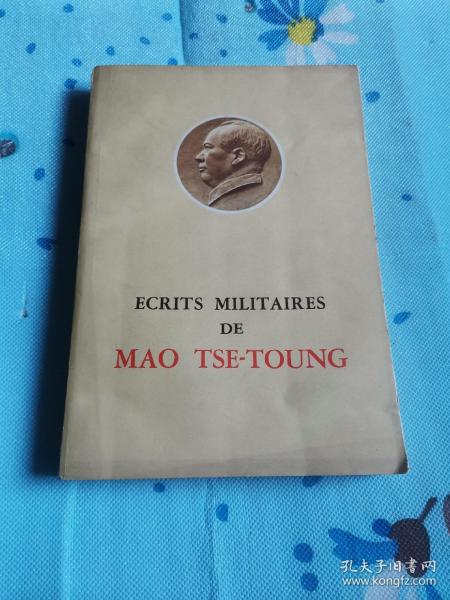 ECRITS MILITAIRES
DE
MAO TSE-TOUNG
孔夫子旧书网
www.kongfz.com